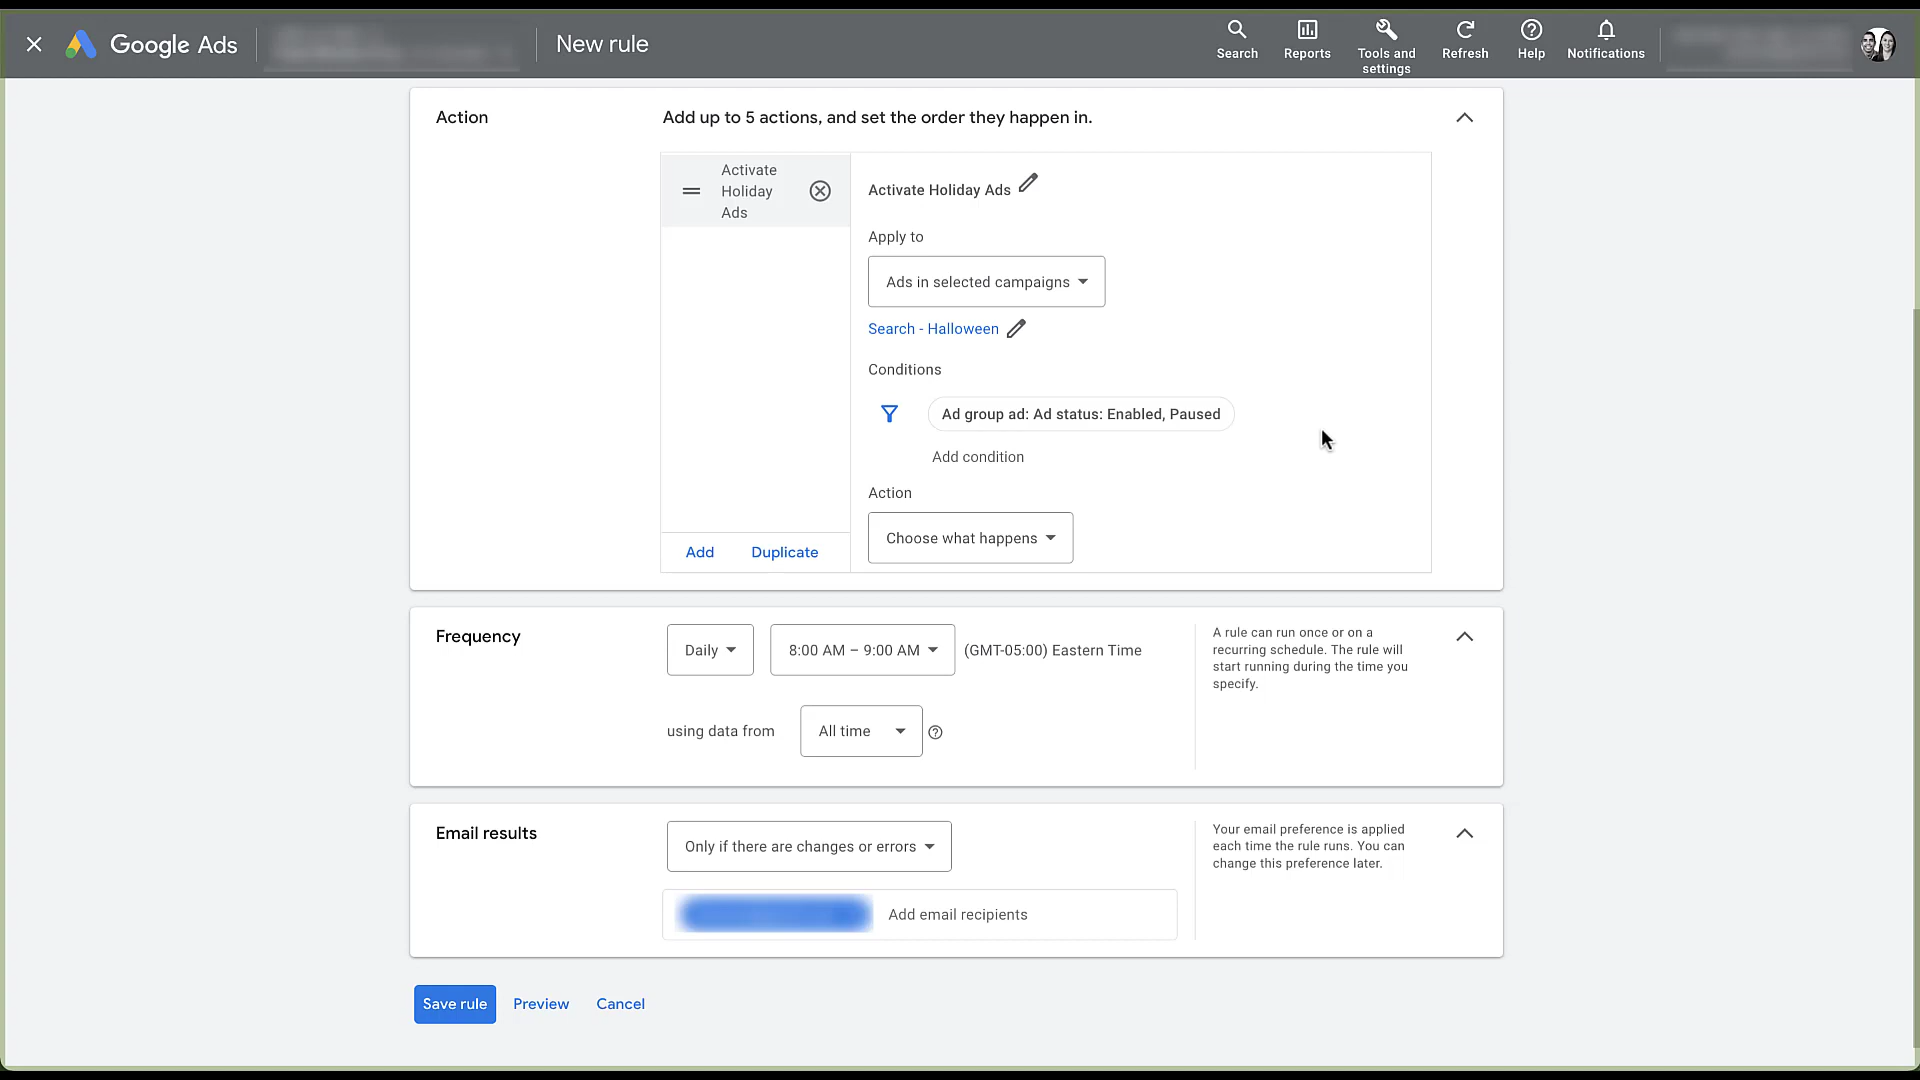 Google Ads
New rule
Search
Reports
Tools and
settings
Refresh
Help
Notifications
Action
Add up to 5 actions, and set the order they happen in.
Activate
Holiday
Ads
Activate Holiday Ads
Apply to
Ads in selected campaigns
Search - Halloween
Conditions
Ad group ad: Ad status: Enabled, Paused
Add condition
Action
Choose what happens
Add
Duplicate
Frequency
Daily
8:00 AM – 9:00 AM
(GMT-05:00) Eastern Time
using data from
All time
A rule can run once or on a
recurring schedule. The rule will
start running during the time you
specify.
Email results
Only if there are changes or errors
Add email recipients
Your email preference is applied
each time the rule runs. You can
change this preference later.
Save rule
Preview
Cancel